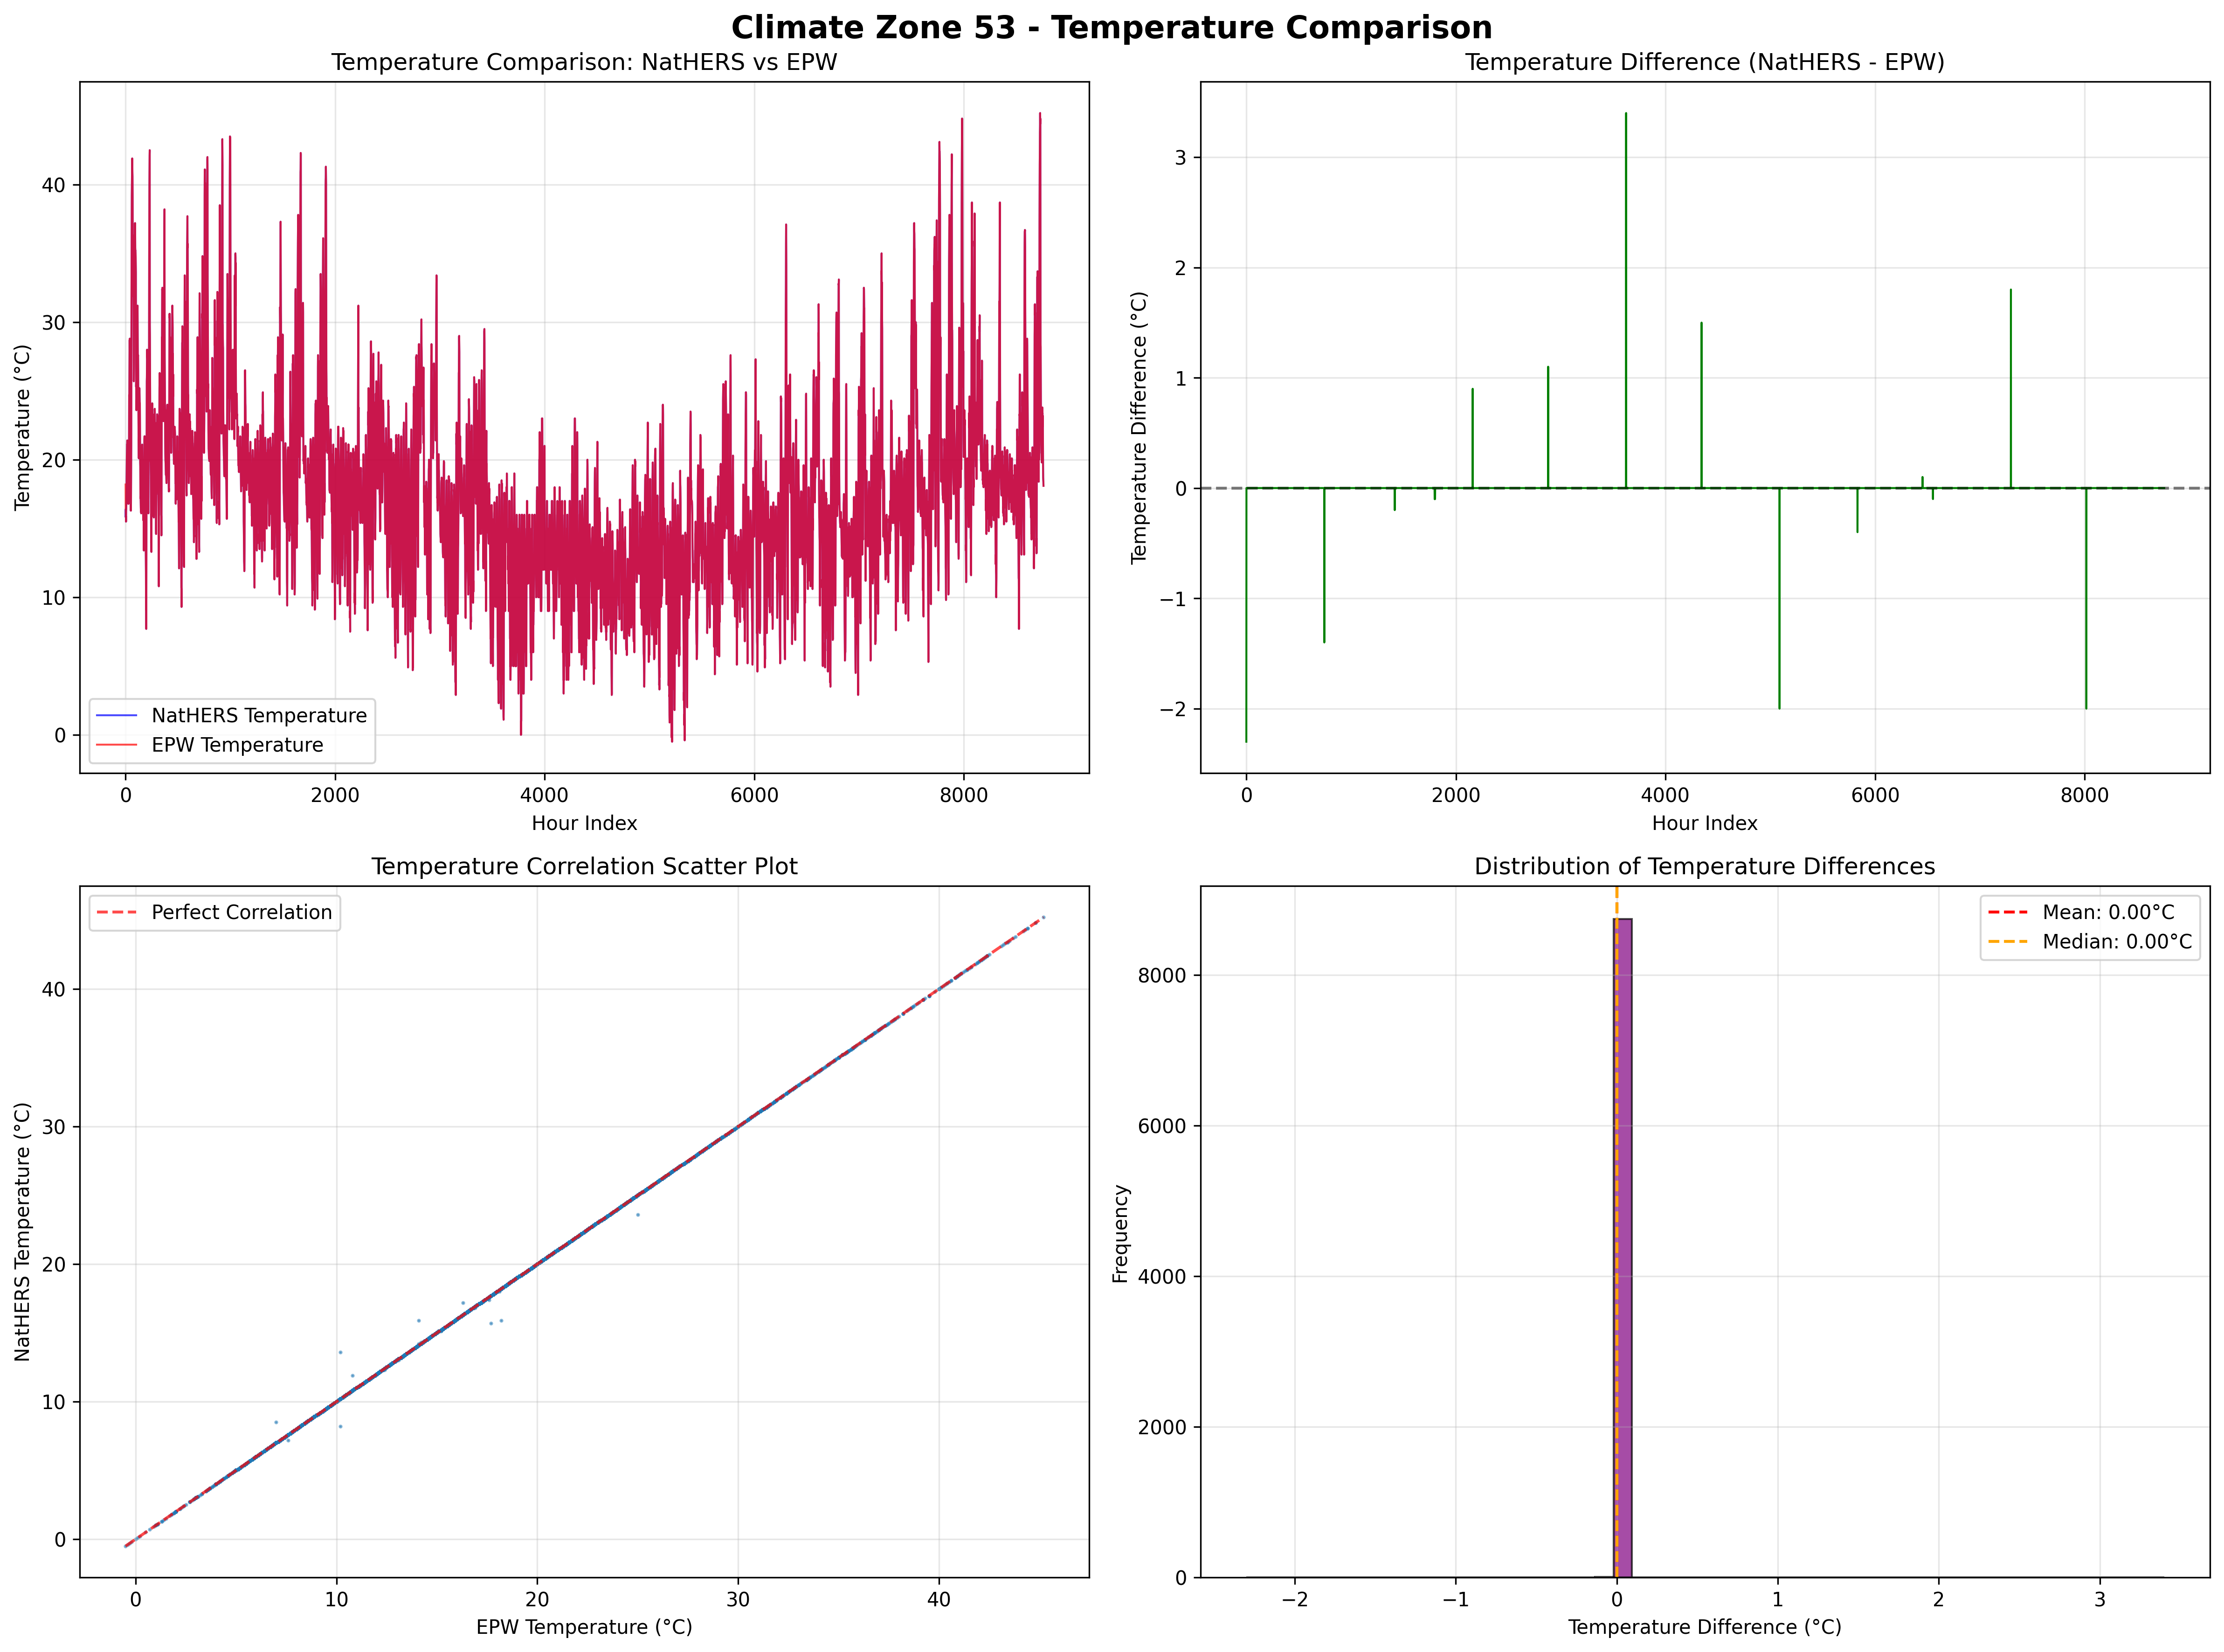 Climate Zone 53 - Temperature Comparison
Temperature Comparison: NatHERS vs EPW
Temperature (°C)
40
30
20
10
0
NatHERS Temperature
EPW Temperature
0 2000 4000 6000 8000
Hour Index
Temperature Difference (NatHERS - EPW)
Temperature Difference (°C)
3
2
1
0
−1
−2
0 2000 4000 6000 8000
Hour Index
Temperature Correlation Scatter Plot
Perfect Correlation
NatHERS Temperature (°C)
40
30
20
10
0
0 10 20 30 40
EPW Temperature (°C)
Distribution of Temperature Differences
Mean: 0.00°C
Median: 0.00°C
Frequency
8000
6000
4000
2000
0
−2 −1 0 1 2 3
Temperature Difference (°C)